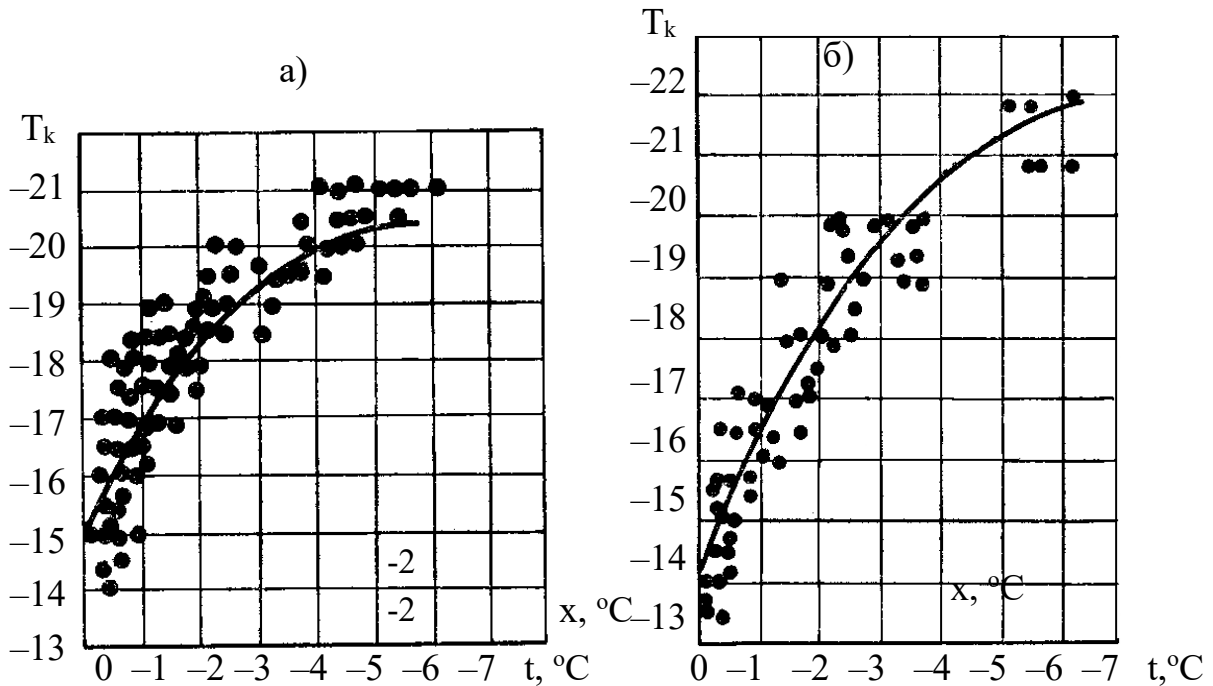 а)
T_k
–21
–20
–19
–18
–17
–16
–15
–14
–13
-2
-2
x, °C
0 –1 –2 –3 –4 –5 –6 –7 t,°C
T_k
б)
–22
–21
–20
–19
–18
–17
–16
–15
–14
–13
x, °C
0 –1 –2 –3 –4 –5 –6 –7 t,°C